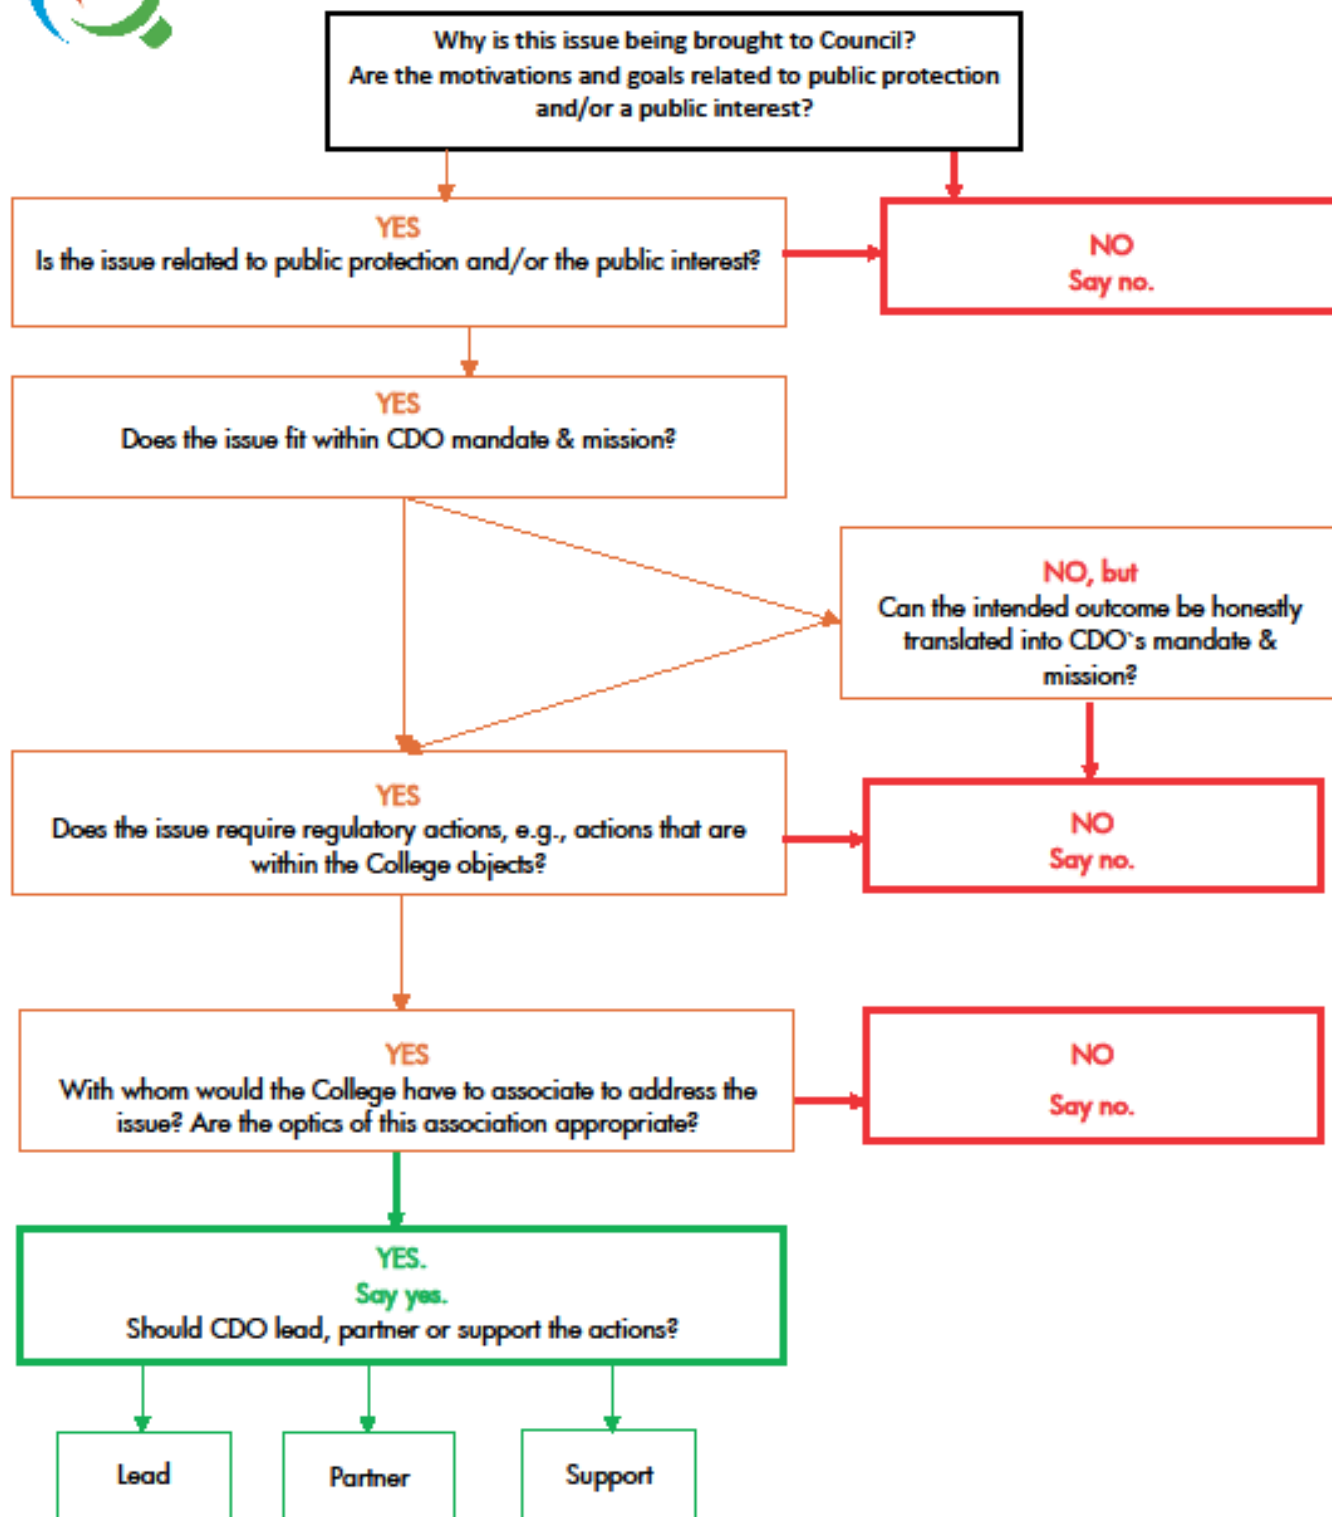 Why is this issue being brought to Council?
Are the motivations and goals related to public protection
and/or a public interest?
YES
Is the issue related to public protection and/or the public interest?
NO
Say no.
YES
Does the issue fit within CDO mandate & mission?
NO, but
Can the intended outcome be honestly
translated into CDO`s mandate &
mission?
YES
Does the issue require regulatory actions, e.g., actions that are
within the College objects?
NO
Say no.
YES
With whom would the College have to associate to address the
issue? Are the optics of this association appropriate?
NO
Say no.
YES.
Say yes.
Should CDO lead, partner or support the actions?
Lead
Partner
Support